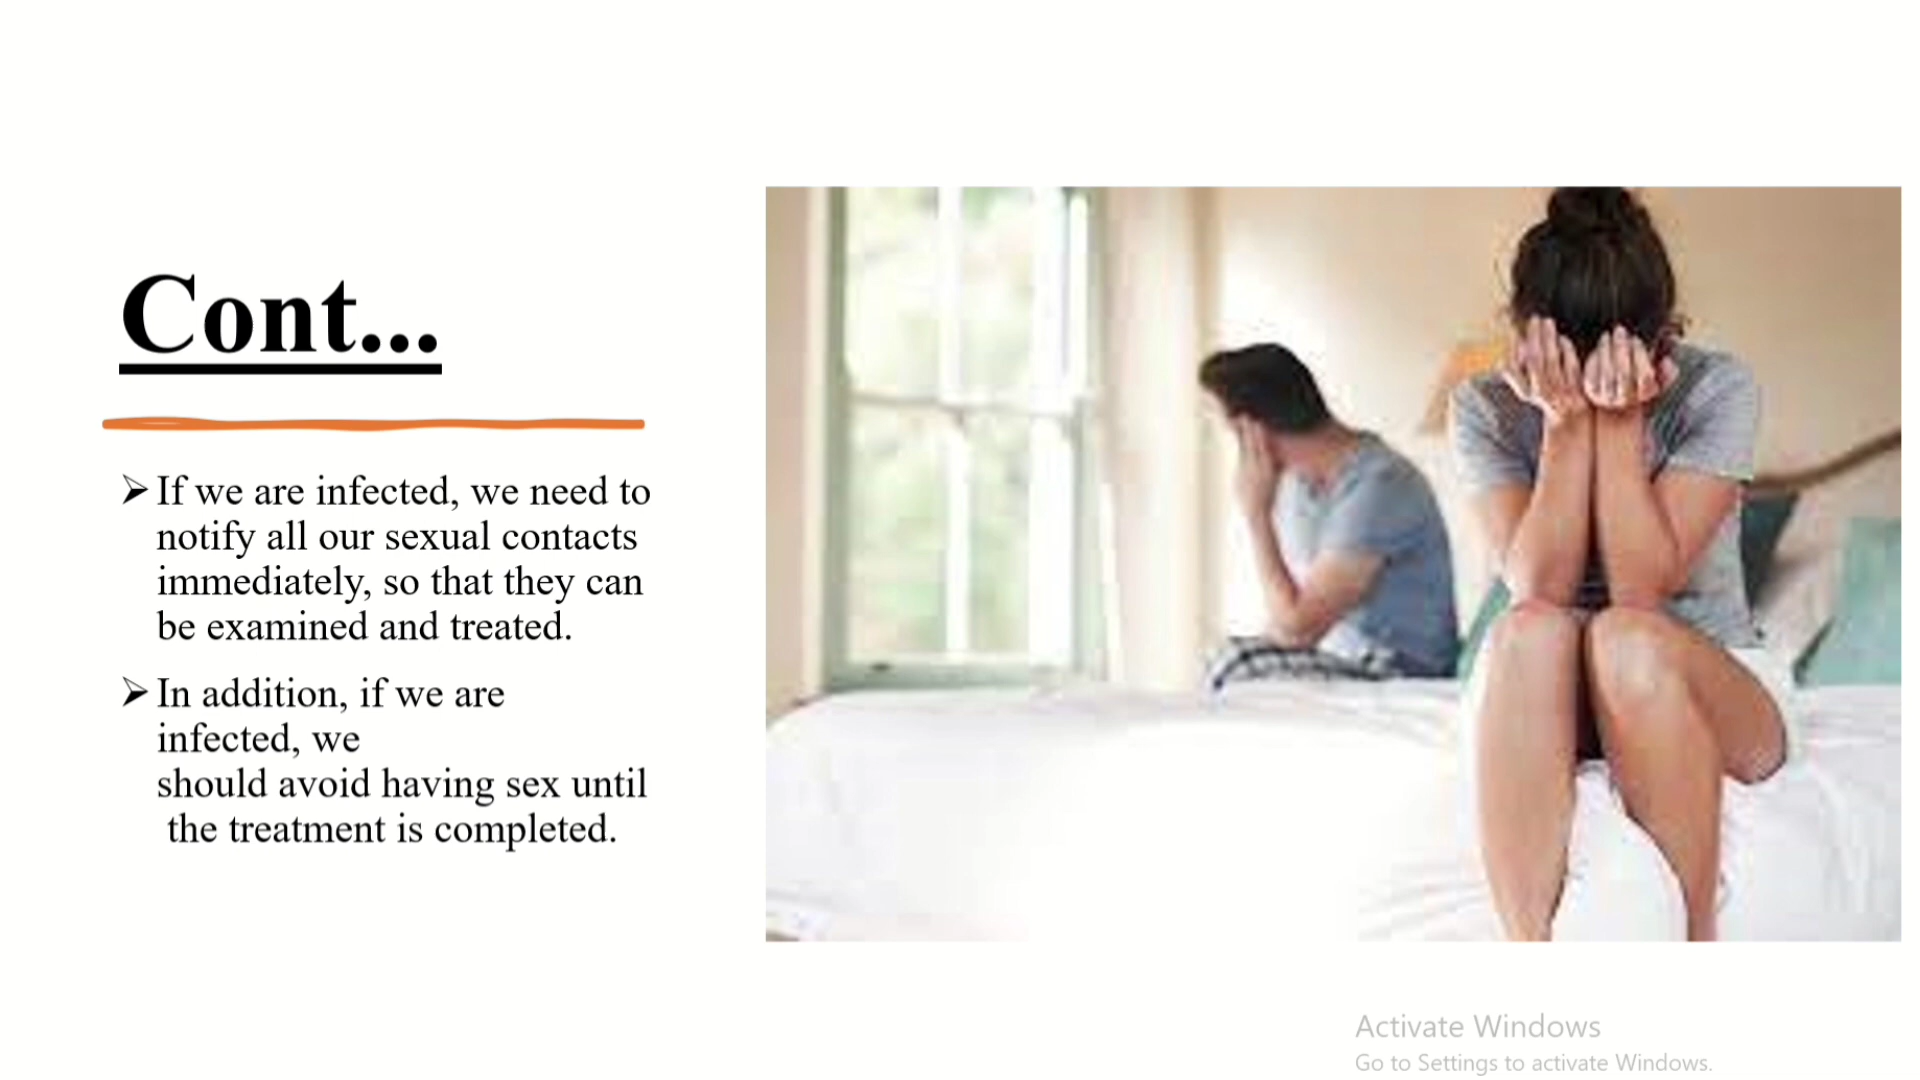 Cont...
➢ If we are infected, we need to
notify all our sexual contacts
immediately, so that they can
be examined and treated.
➢ In addition, if we are
infected, we
should avoid having sex until
the treatment is completed.
Activate Windows
Go to Settings to activate Windows.